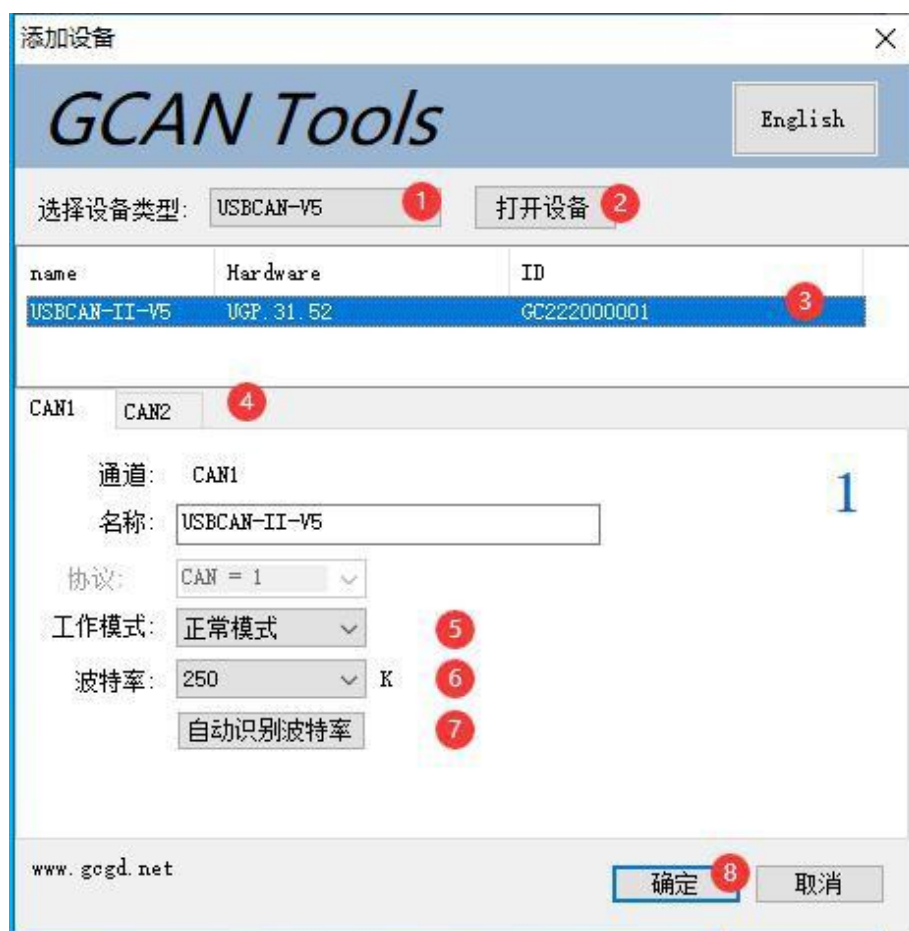 添加设备
GCAN Tools
English
选择设备类型: USBCAN-V5 1 打开设备 2
name Hardware ID
USBCAN-II-V5 UGP.31.52 GC222000001 3
CAN1 CAN2 4
通道: CAN1 1
名称: USBCAN-II-V5
协议: CAN = 1
工作模式: 正常模式 5
波特率: 250 K 6
自动识别波特率 7
www.gcgd.net
确定 8 取消